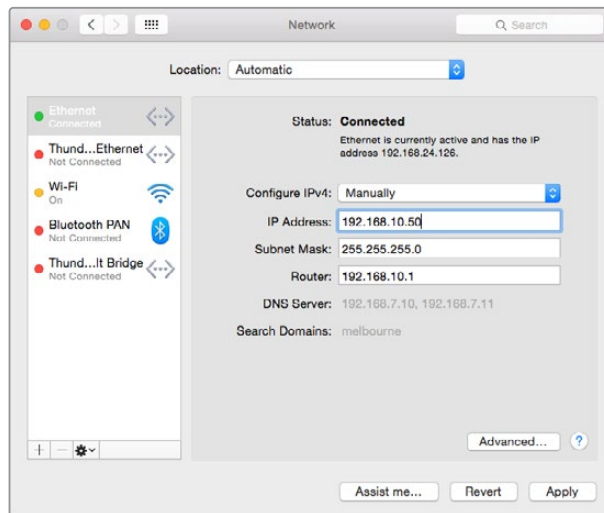 Network
Search
Location: Automatic
Ethernet
Connected
Thund...Ethernet
Not Connected
Wi-Fi
On
Bluetooth PAN
Not Connected
Thund...lt Bridge
Not Connected
Status: Connected
Ethernet is currently active and has the IP
address 192.168.24.126.
Configure IPv4: Manually
IP Address: 192.168.10.50
Subnet Mask: 255.255.255.0
Router: 192.168.10.1
DNS Server: 192.168.7.10, 192.168.7.11
Search Domains: melbourne
Advanced... ?
Assist me... Revert Apply